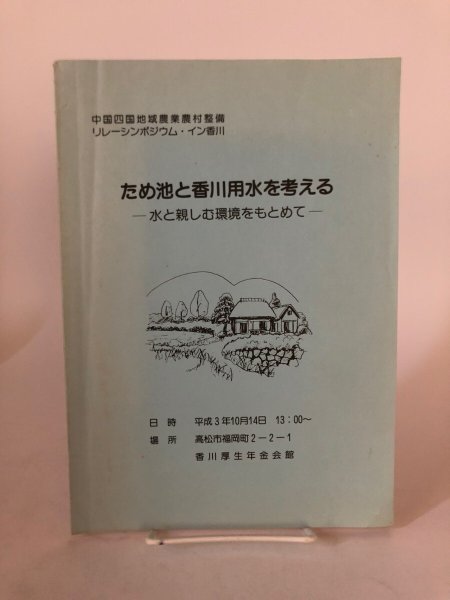 中国四国地域農業農村整備
リレーシンポジウム・イン香川
ため池と香川用水を考える
―水と親しむ環境をもとめて―
日　時　平成3年10月14日　13:00～
場　所　高松市福岡町2－2－1
香川厚生年金会館